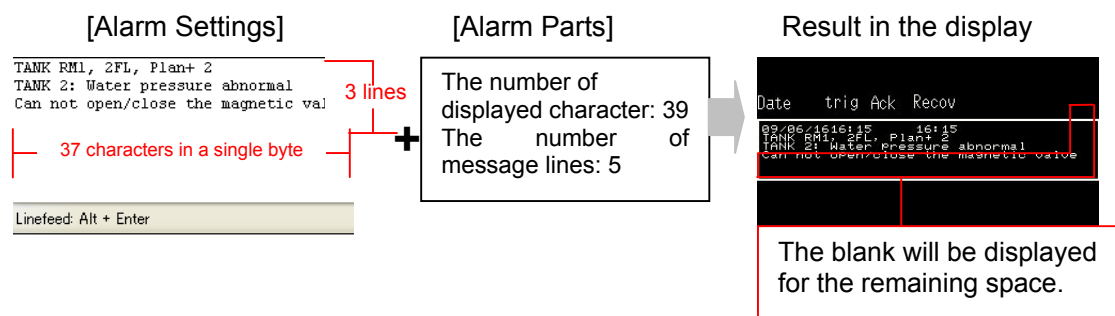 [Alarm Settings]
TANK RM1, 2FL, Plan+ 2
TANK 2: Water pressure abnormal
Can not open/close the magnetic val
3 lines
37 characters in a single byte
Linefeed: Alt + Enter
+
[Alarm Parts]
The number of
displayed character: 39
The number of
message lines: 5
Result in the display
Date trig Ack Recov
09/06/1616:15 16:15
TANK RM1, 2FL, Plan+ 2
TANK 2: Water pressure abnormal
Can not open/close the magnetic valve
The blank will be displayed
for the remaining space.